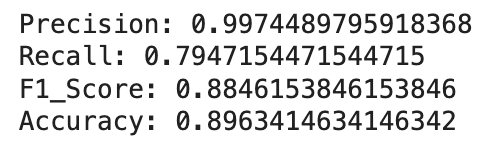 Precision: 0.9974489795918368
Recall: 0.7947154471544715
F1_Score: 0.8846153846153846
Accuracy: 0.8963414634146342